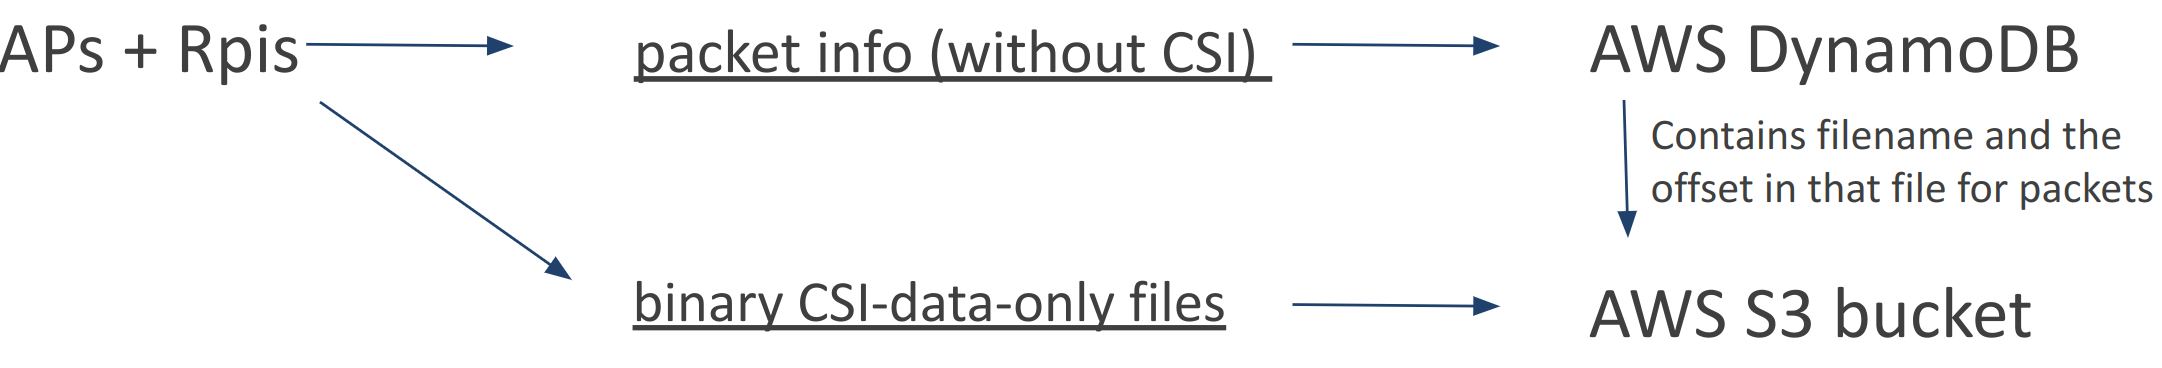 APs + Rpis
packet info (without CSI)
AWS DynamoDB
Contains filename and the
offset in that file for packets
binary CSI-data-only files
AWS S3 bucket